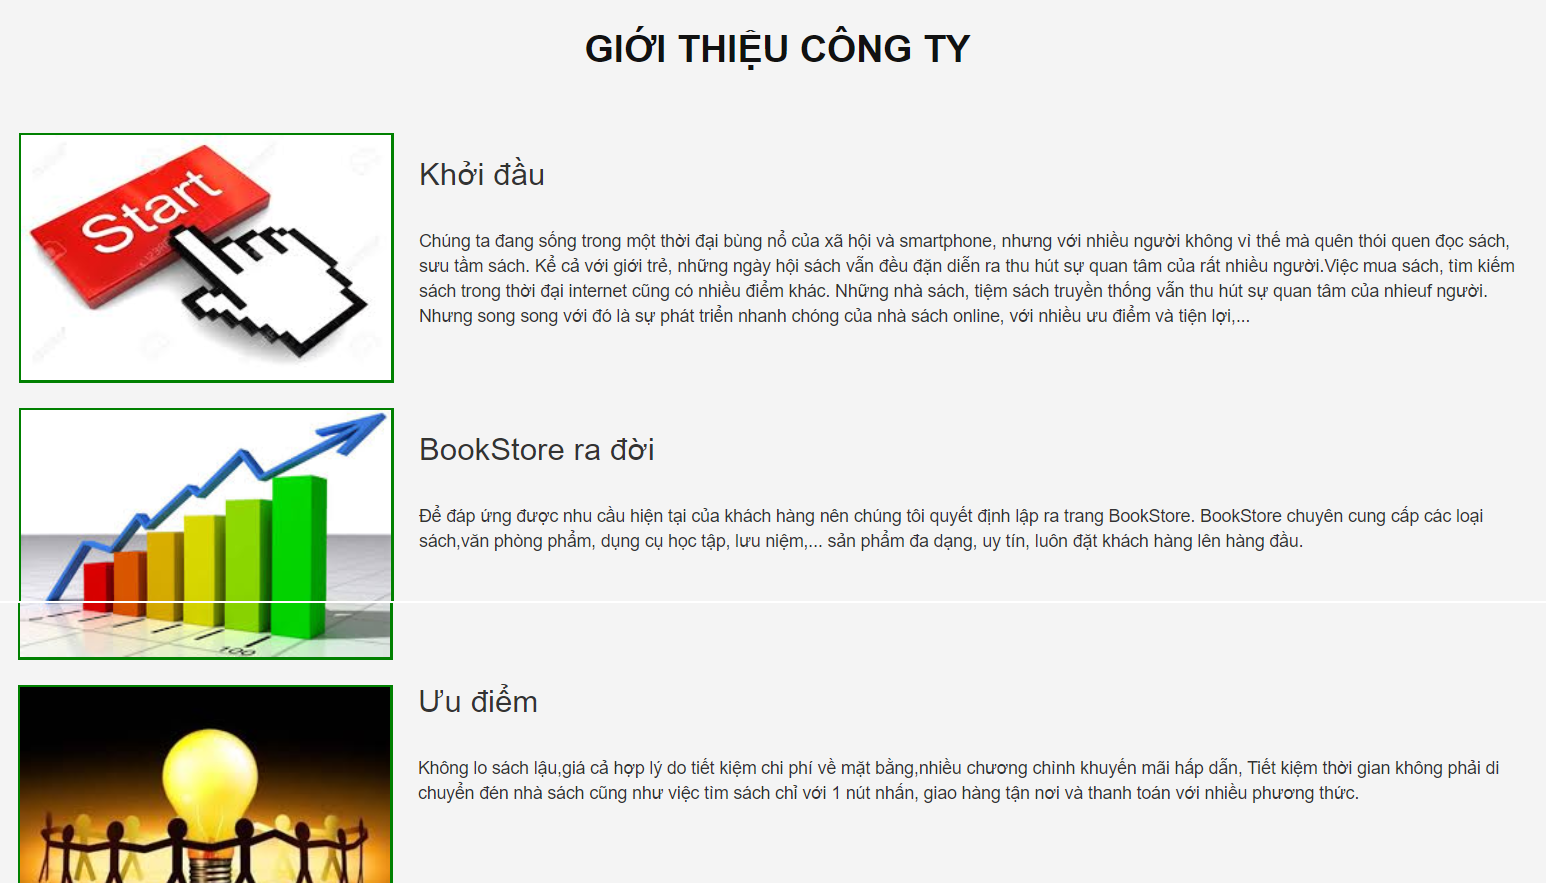 GIỚI THIỆU CÔNG TY
Start
Khởi đầu
Chúng ta đang sống trong một thời đại bùng nổ của xã hội và smartphone, nhưng với nhiều người không vì thế mà quên thói quen đọc sách,
sưu tầm sách. Kể cả với giới trẻ, những ngày hội sách vẫn đều đặn diễn ra thu hút sự quan tâm của rất nhiều người.Việc mua sách, tìm kiếm
sách trong thời đại internet cũng có nhiều điểm khác. Những nhà sách, tiệm sách truyền thống vẫn thu hút sự quan tâm của nhieuf người.
Nhưng song song với đó là sự phát triển nhanh chóng của nhà sách online, với nhiều ưu điểm và tiện lợi,...
BookStore ra đời
Để đáp ứng được nhu cầu hiện tại của khách hàng nên chúng tôi quyết định lập ra trang BookStore. BookStore chuyên cung cấp các loại
sách,văn phòng phẩm, dụng cụ học tập, lưu niệm,... sản phẩm đa dạng, uy tín, luôn đặt khách hàng lên hàng đầu.
100
Ưu điểm
Không lo sách lậu,giá cả hợp lý do tiết kiệm chi phí về mặt bằng,nhiều chương chình khuyến mãi hấp dẫn, Tiết kiệm thời gian không phải di
chuyển đén nhà sách cũng như việc tìm sách chỉ với 1 nút nhấn, giao hàng tận nơi và thanh toán với nhiều phương thức.